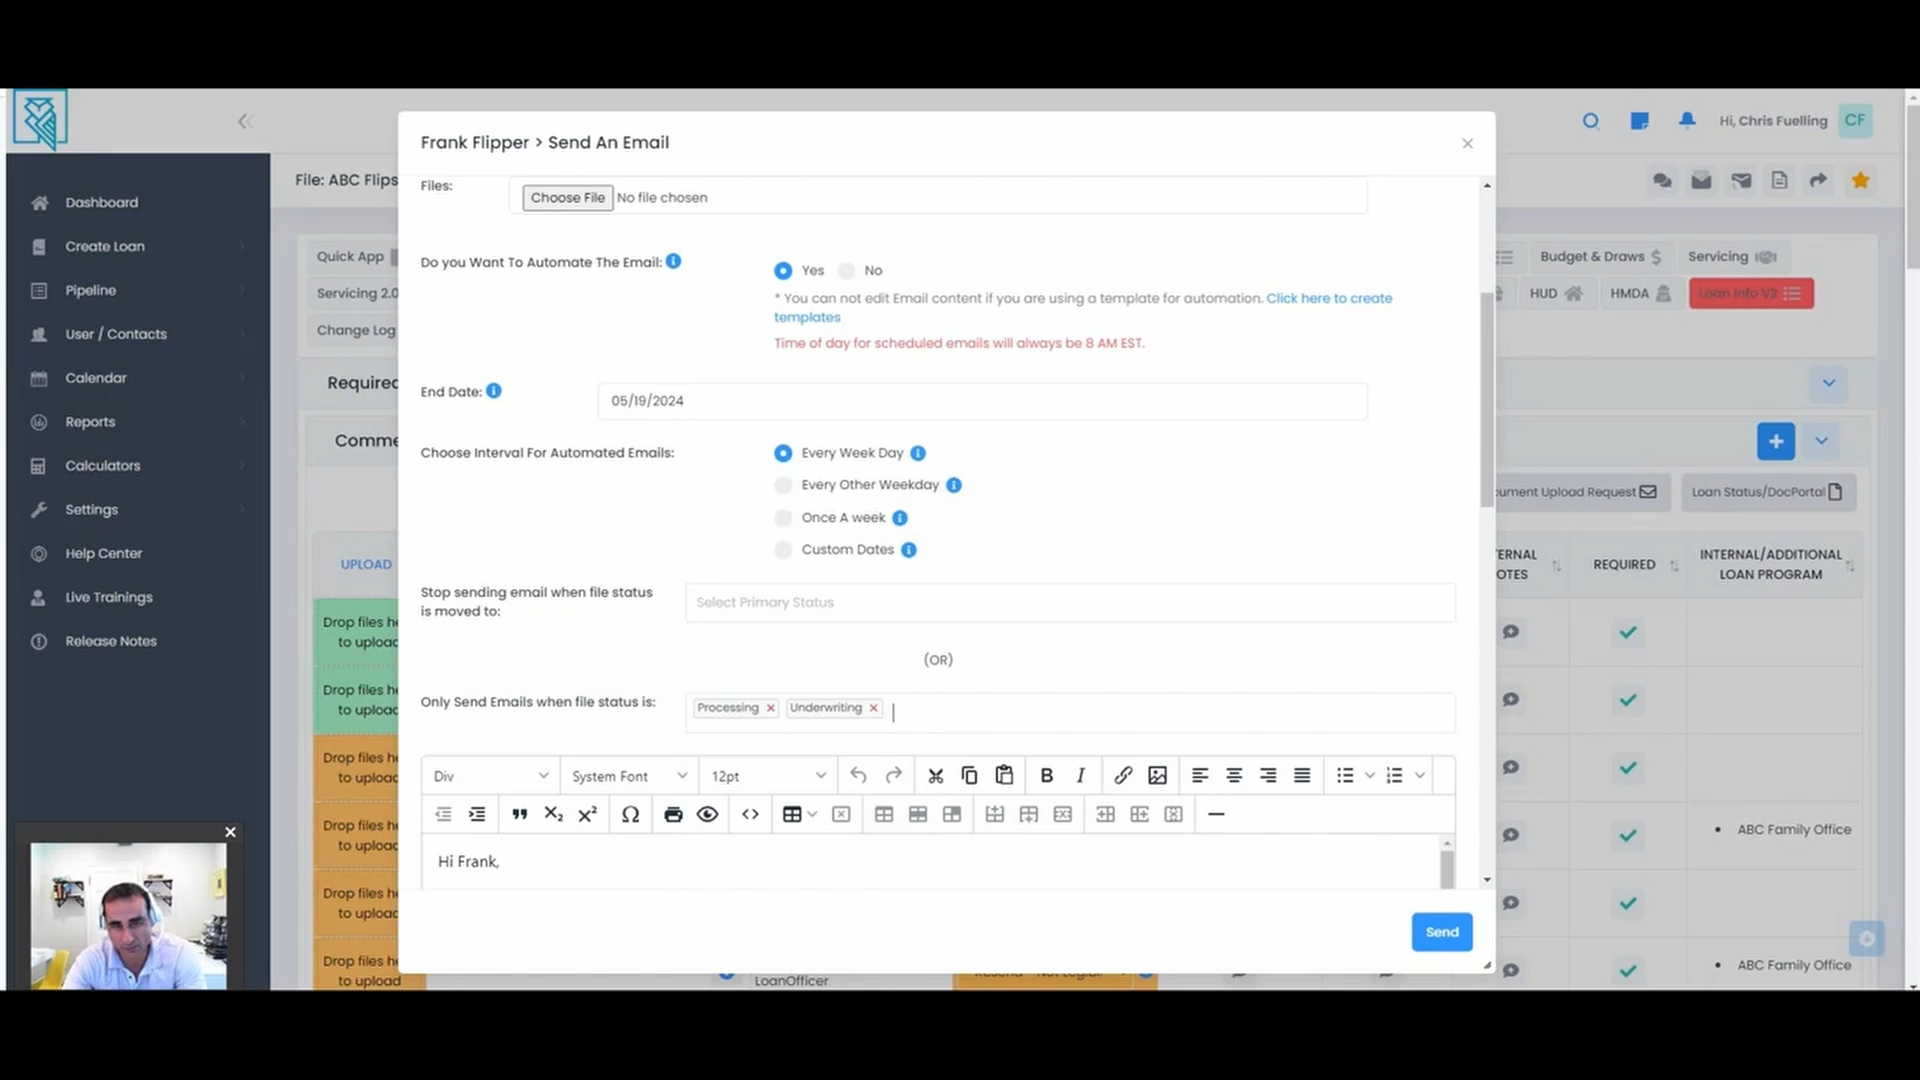 Hi, Chris Fuelling
CF
File: ABC Flips
Dashboard
Create Loan
Pipeline
User / Contacts
Calendar
Reports
Calculators
Settings
Help Center
Live Trainings
Release Notes
Quick App
Servicing 2.0
Change Log
Required
Comme
UPLOAD
Drop files he
to upload
Drop files he
to upload
Drop files he
to upload
Drop files he
to upload
Drop files he
to upload
Drop files he
to upload
Frank Flipper > Send An Email
Files:
Choose File No file chosen
Do you Want To Automate The Email:
Yes
No
* You can not edit Email content if you are using a template for automation. Click here to create
templates
Time of day for scheduled emails will always be 8 AM EST.
End Date:
05/19/2024
Choose Interval For Automated Emails:
Every Week Day
Every Other Weekday
Once A week
Custom Dates
Stop sending email when file status
is moved to:
Select Primary Status
(OR)
Only Send Emails when file status is:
Processing
Underwriting
Div
System Font
12pt
Hi Frank,
Send
LoanOfficer
Budget & Draws
Servicing
HUD
HMDA
Loan Info V2
cument Upload Request
Loan Status/DocPortal
ERNAL
OTES
REQUIRED
INTERNAL/ADDITIONAL
LOAN PROGRAM
• ABC Family Office
• ABC Family Office